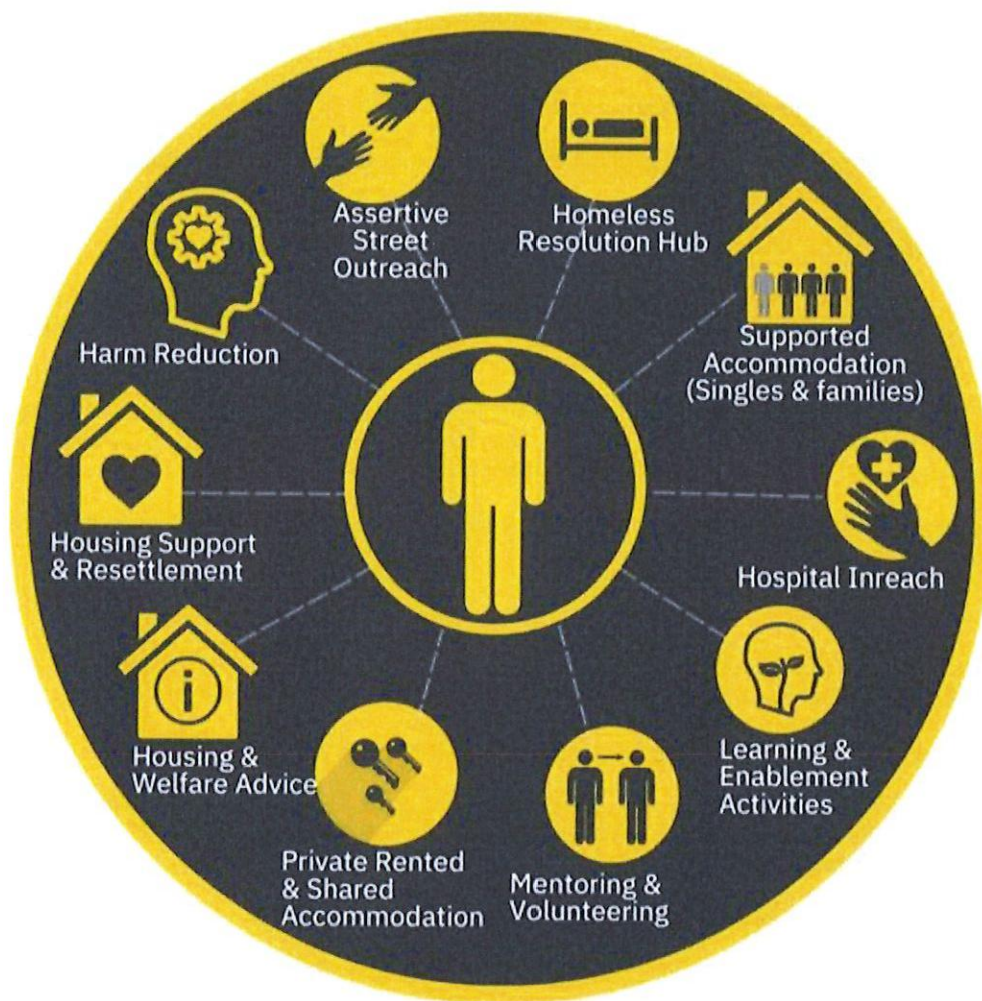 Assertive
Street
Outreach
Homeless
Resolution Hub
Supported
Accommodation
(Singles & families)
Hospital Inreach
Learning &
Enablement
Activities
Mentoring &
Volunteering
Private Rented
& Shared
Accommodation
Housing &
Welfare Advice
i
Housing Support
& Resettlement
Harm Reduction